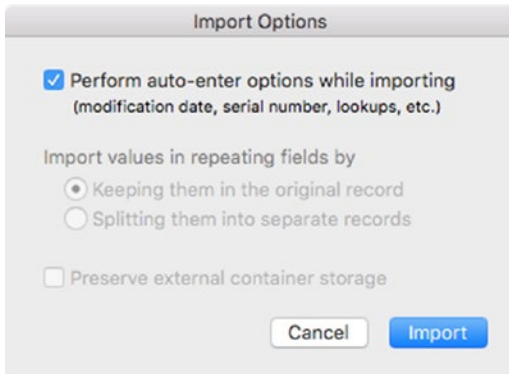 Import Options
Perform auto-enter options while importing
(modification date, serial number, lookups, etc.)
Import values in repeating fields by
Keeping them in the original record
Splitting them into separate records
Preserve external container storage
Cancel Import